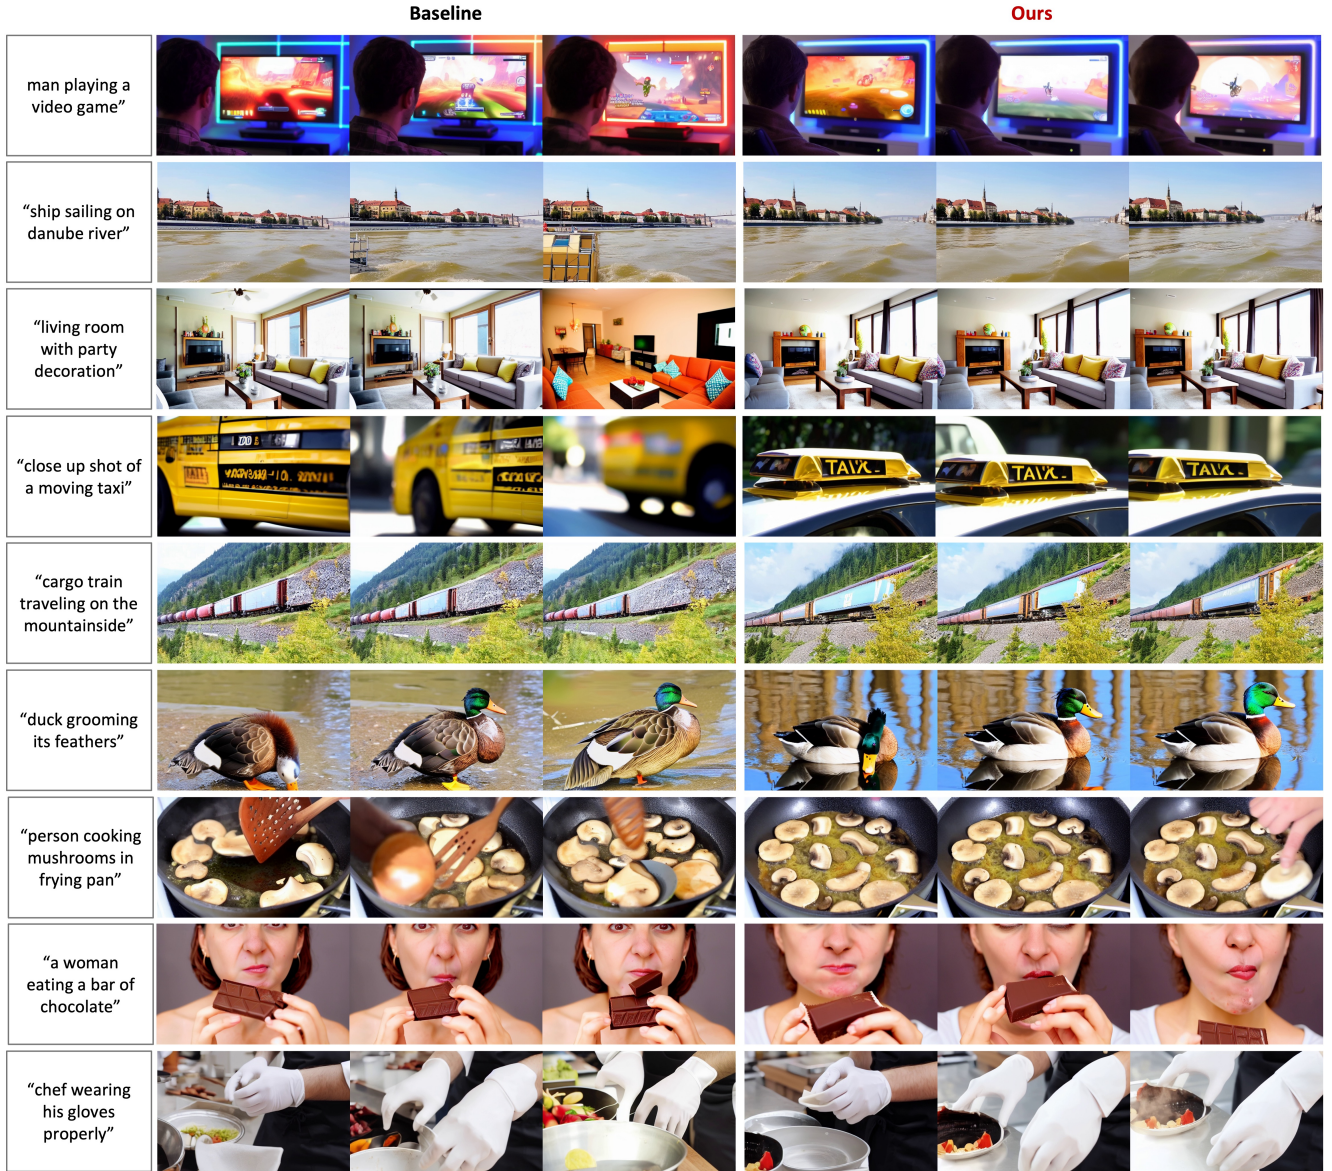 Baseline
Ours
man playing a
video game”
“ship sailing on
danube river”
“living room
with party
decoration”
“close up shot of
a moving taxi”
TAXI
“cargo train
traveling on the
mountainside”
“duck grooming
its feathers”
“person cooking
mushrooms in
frying pan”
“a woman
eating a bar of
chocolate”
“chef wearing
his gloves
properly”